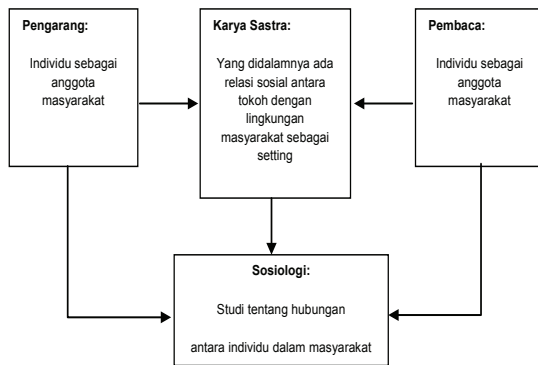 Pengarang:
Individu sebagai
anggota
masyarakat
Karya Sastra:
Yang didalamnya ada
relasi sosial antara
tokoh dengan
lingkungan
masyarakat sebagai
setting
Pembaca:
Individu sebagai
anggota
masyarakat
Sosiologi:
Studi tentang hubungan
antara individu dalam masyarakat